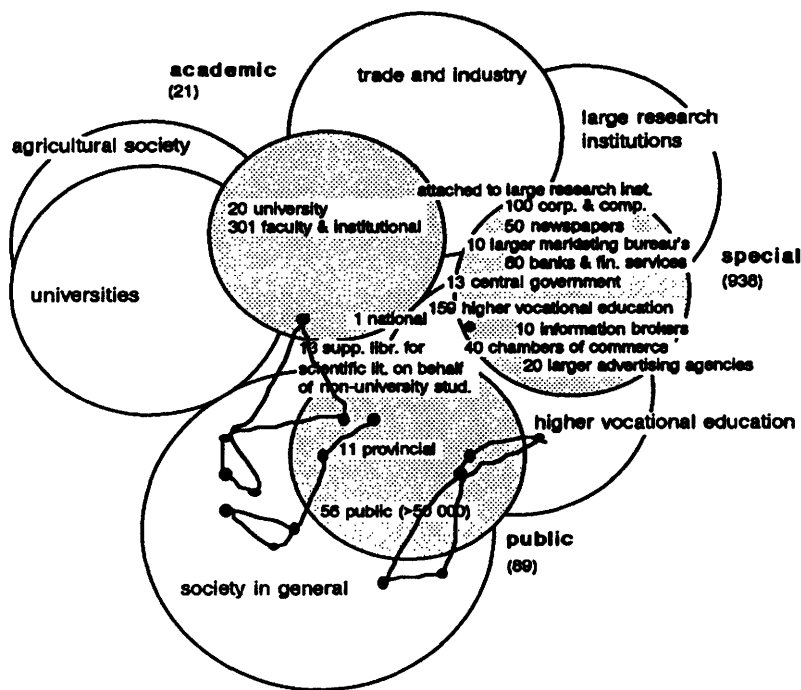 academic
(21)
trade and industry
large research
institutions
agricultural society
universities
20 university
301 faculty & institutional
attached to large research inst.
100 corp. & comp.
50 newspapers
10 larger marketing bureau's
80 banks & fin. services
13 central government
159 higher vocational education
10 information brokers
40 chambers of commerce
20 larger advertising agencies
special
(938)
1 national
13 supp. libr. for
scientific lit. on behalf
of non-university stud.
11 provincial
56 public (>50 000)
higher vocational education
public
(89)
society in general